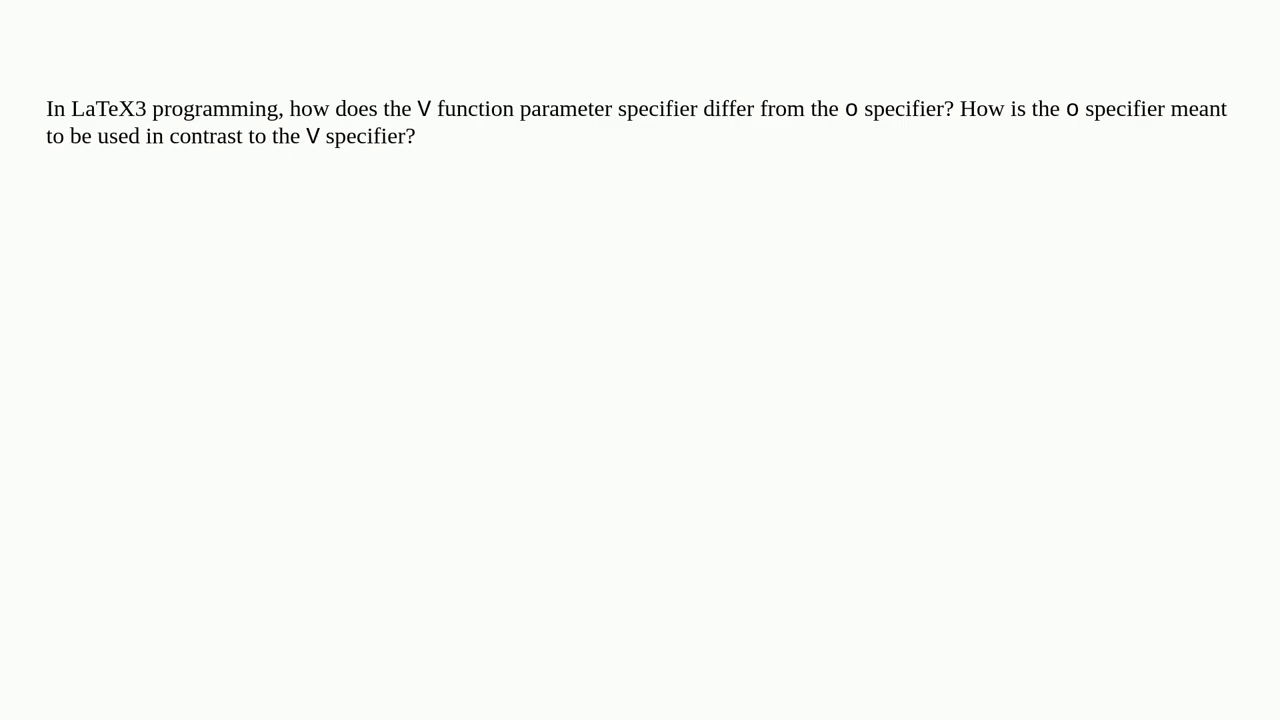 In LaTeX3 programming, how does the V function parameter specifier differ from the o specifier? How is the o specifier meant
to be used in contrast to the V specifier?